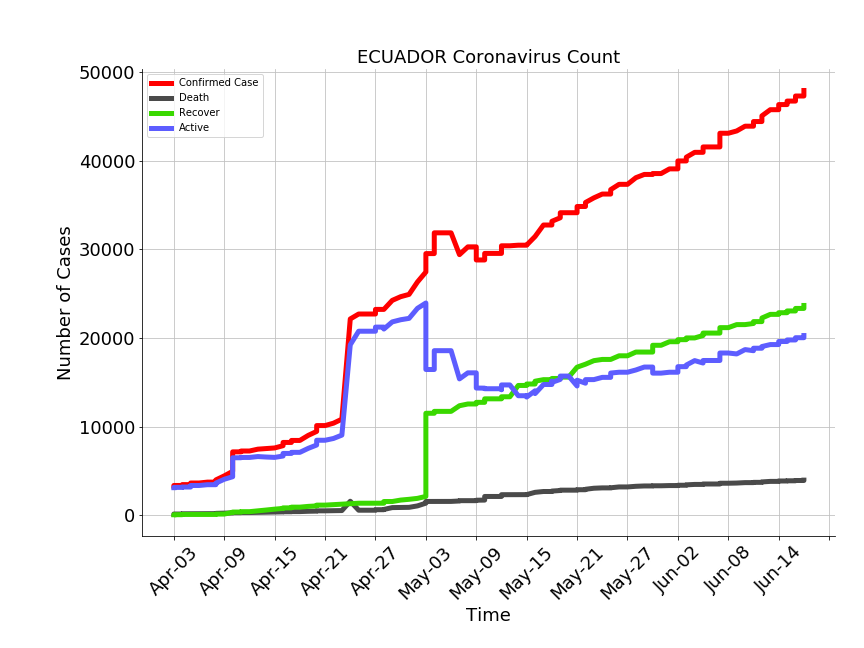 ECUADOR Coronavirus Count
Confirmed Case
Death
Recover
Active
Number of Cases
50000
40000
30000
20000
10000
0
Apr-03
Apr-09
Apr-15
Apr-21
Apr-27
May-03
May-09
May-15
May-21
May-27
Jun-02
Jun-08
Jun-14
Time